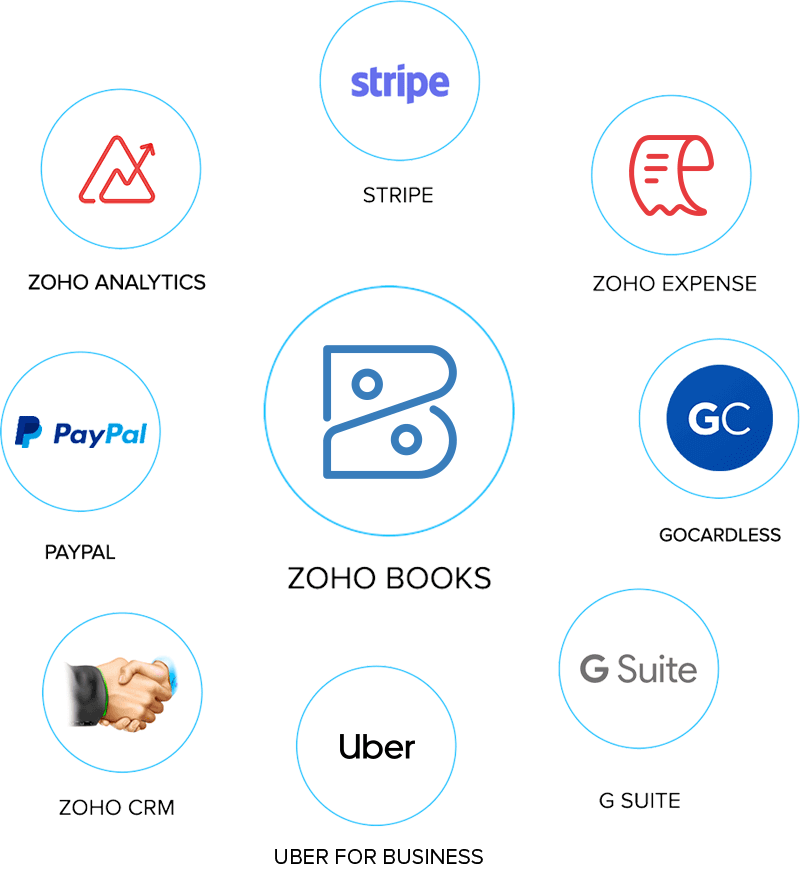 stripe
STRIPE
ZOHO ANALYTICS
ZOHO EXPENSE
PayPal
PAYPAL
ZOHO BOOKS
GC
GOCARDLESS
ZOHO CRM
Uber
UBER FOR BUSINESS
G Suite
G SUITE